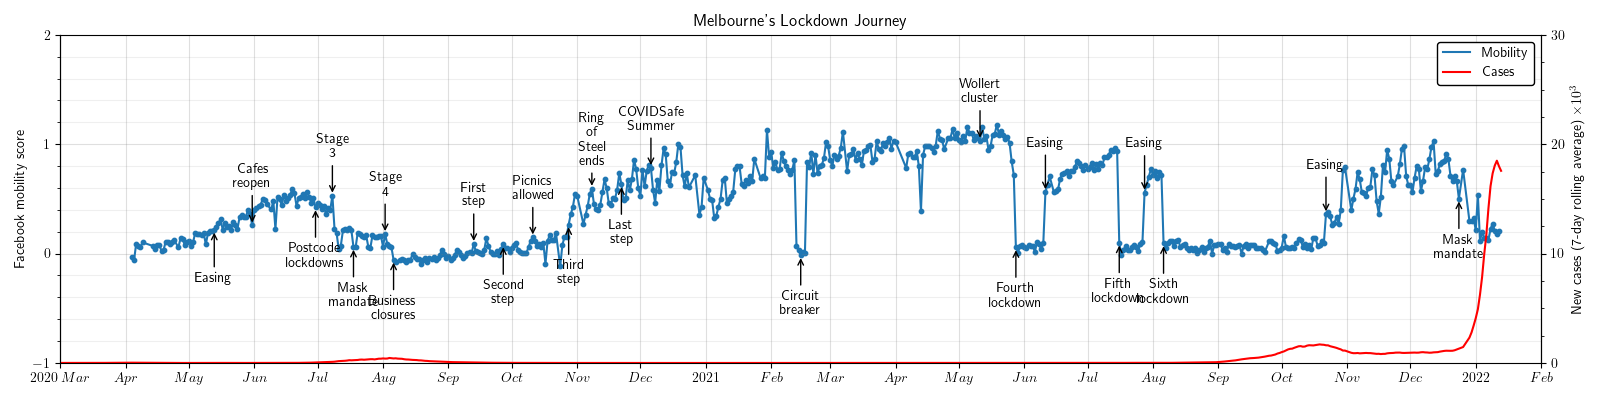 Melbourne's Lockdown Journey
Facebook mobility score
2
1
0
−1
New cases (7-day rolling average) ×10³
30
20
10
0
Mobility
Cases
Easing
Cafes
reopen
Postcode
lockdowns
Stage
3
Mask
mandate
Stage
4
Business
closures
First
step
Second
step
Picnics
allowed
Third
step
Ring
of
Steel
ends
Last
step
COVIDSafe
Summer
Circuit
breaker
Wollert
cluster
Fourth
lockdown
Easing
Fifth
lockdown
Easing
Sixth
lockdown
Easing
Mask
mandate
2020 Mar Apr May Jun Jul Aug Sep Oct Nov Dec 2021 Feb Mar Apr May Jun Jul Aug Sep Oct Nov Dec 2022 Feb